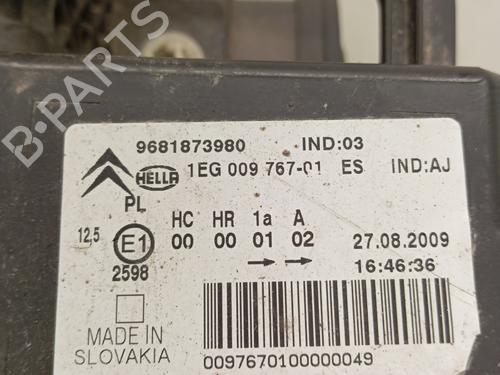 B-PARTS
9681873980 IND:03
HELLA 1EG 009 767-01 ES IND:AJ
PL
HC HR 1a A
12,5 E1 00 00 01 02 27.08.2009
2598 → → 16:46:36
MADE IN
SLOVAKIA
00976701000000049